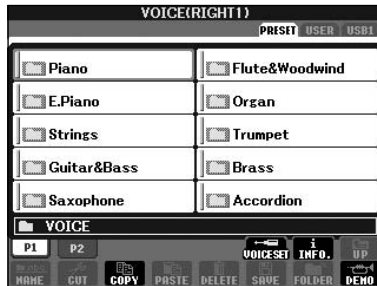 VOICE(RIGHT1)
PRESET USER USB1
Piano
Flute&Woodwind
E.Piano
Organ
Strings
Trumpet
Guitar&Bass
Brass
Saxophone
Accordion
VOICE
P1 P2
VOICESET INFO. UP
NAME CUT COPY PASTE DELETE SAVE FOLDER DEMO